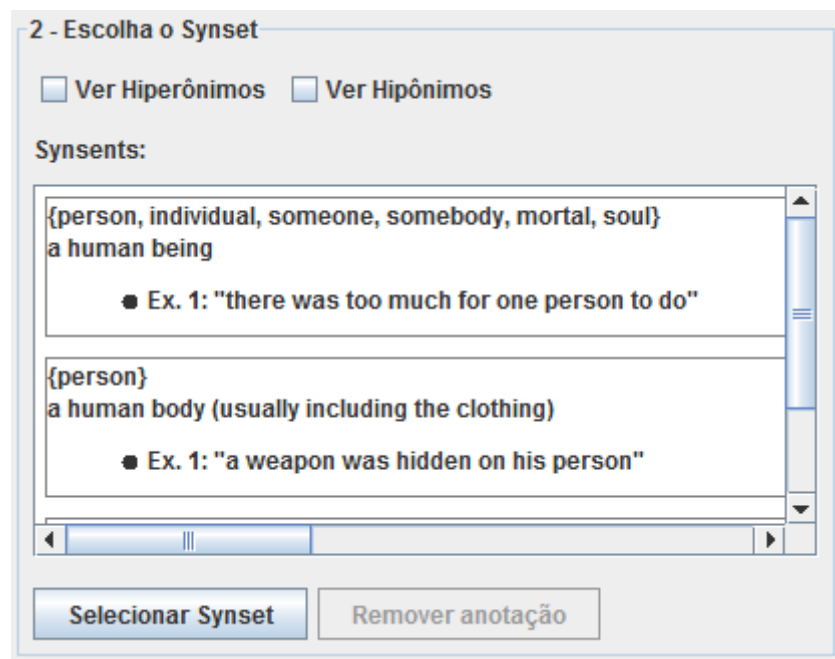 2 - Escolha o Synset
Ver Hiperônimos Ver Hipônimos
Synsents:
{person, individual, someone, somebody, mortal, soul}
a human being
● Ex. 1: "there was too much for one person to do"
{person}
a human body (usually including the clothing)
● Ex. 1: "a weapon was hidden on his person"
Selecionar Synset Remover anotação